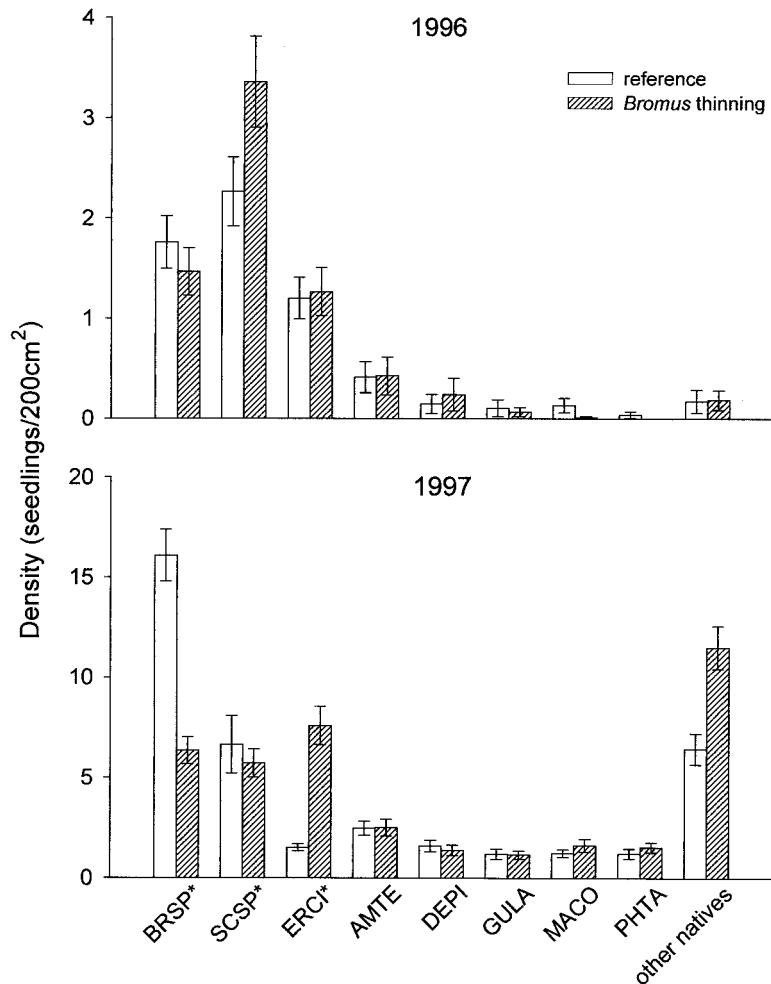 1996
reference
Bromus thinning
4
3
2
1
0
Density (seedlings/200cm²)
1997
20
15
10
5
0
BRSP*
SCSP*
ERCI*
AMTE
DEPI
GULA
MACO
PHTA
other natives